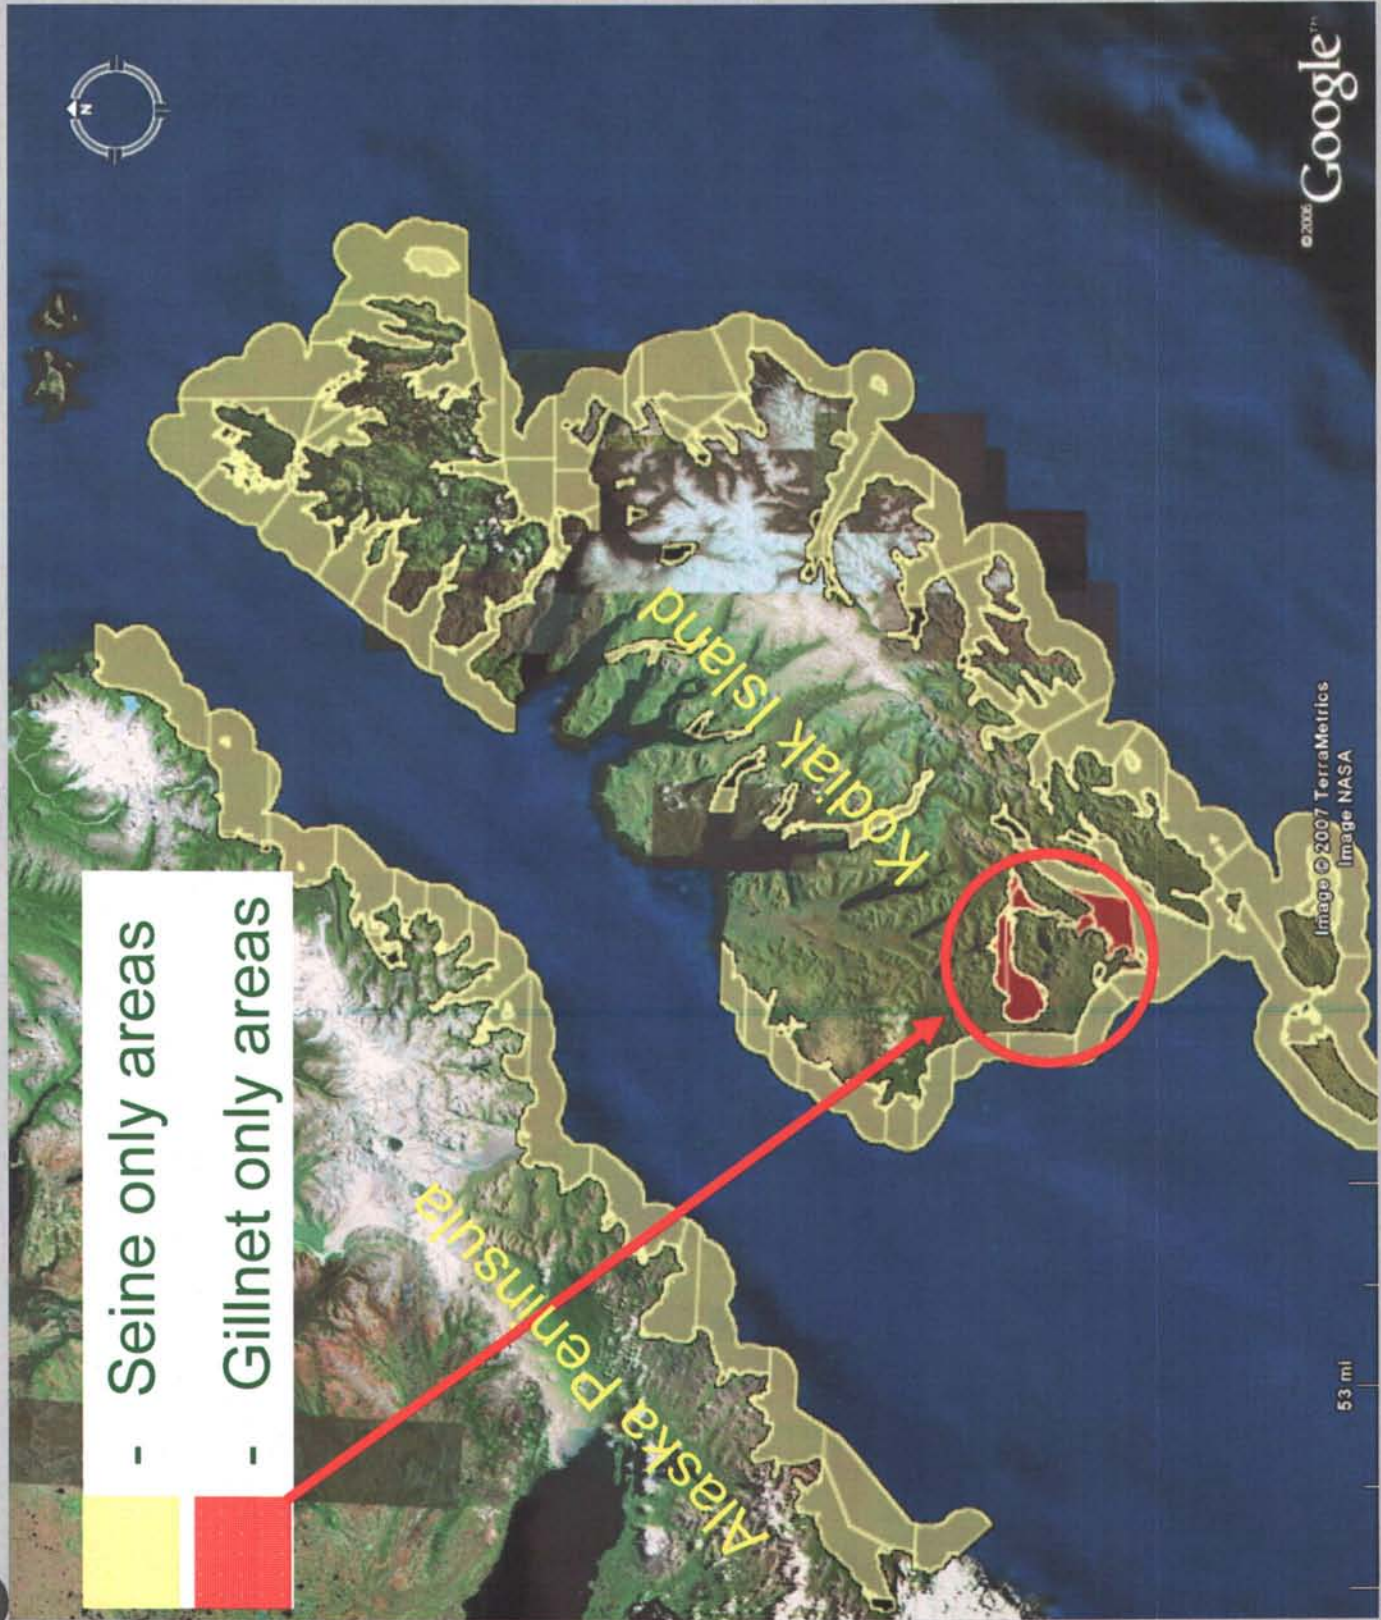 - Seine only areas
- Gillnet only areas
N
Alaska Peninsula
Kodiak Island
Image © 2007 TerraMetrics
Image NASA
53 mi
©2006 Google™